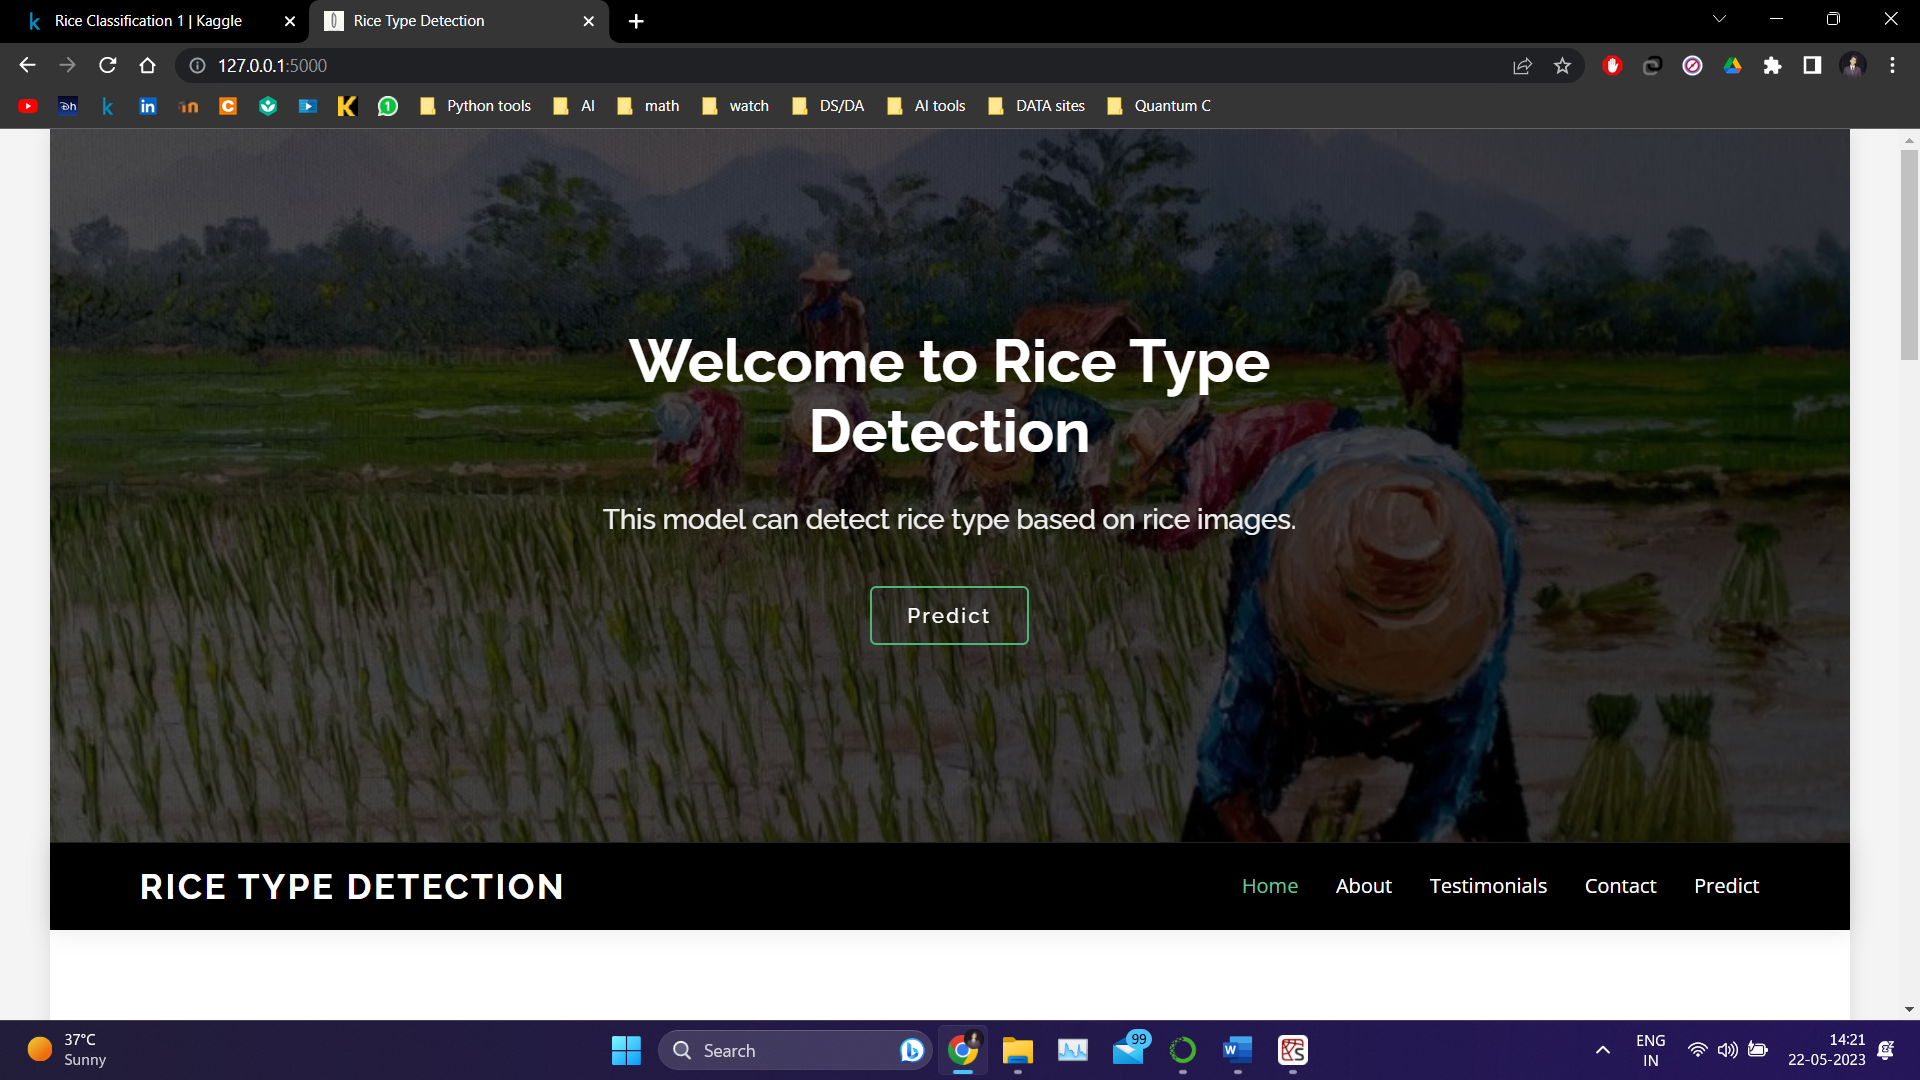 Rice Classification 1 | Kaggle
Rice Type Detection
127.0.0.1:5000
Python tools
AI
math
watch
DS/DA
AI tools
DATA sites
Quantum C
Welcome to Rice Type
Detection
This model can detect rice type based on rice images.
Predict
RICE TYPE DETECTION
Home
About
Testimonials
Contact
Predict
37°C
Sunny
Search
99
ENG
IN
14:21
22-05-2023